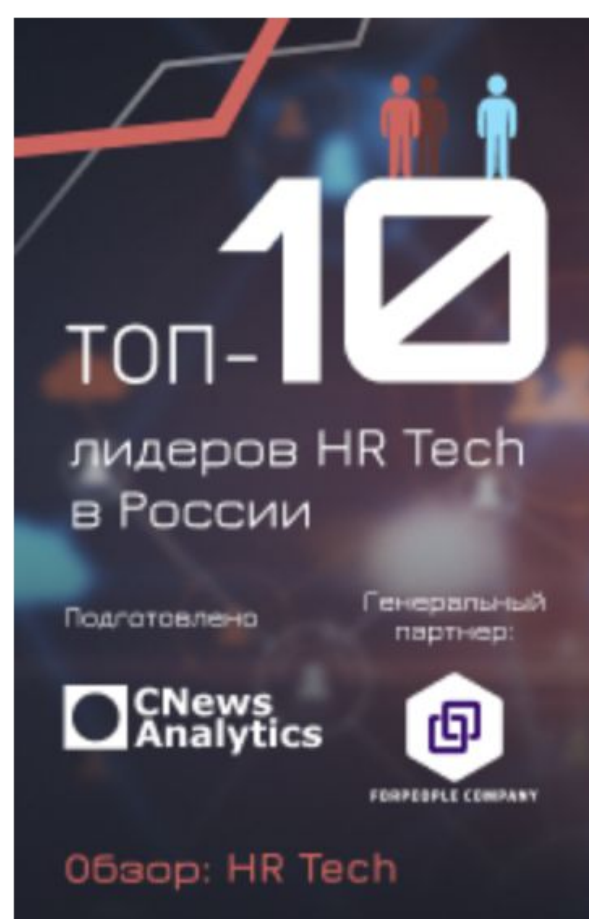 ТОП-10
лидеров HR Tech
в России
Подготовлено
CNews
Analytics
Генеральный
партнер:
FORPEOPLE COMPANY
Обзор: HR Tech